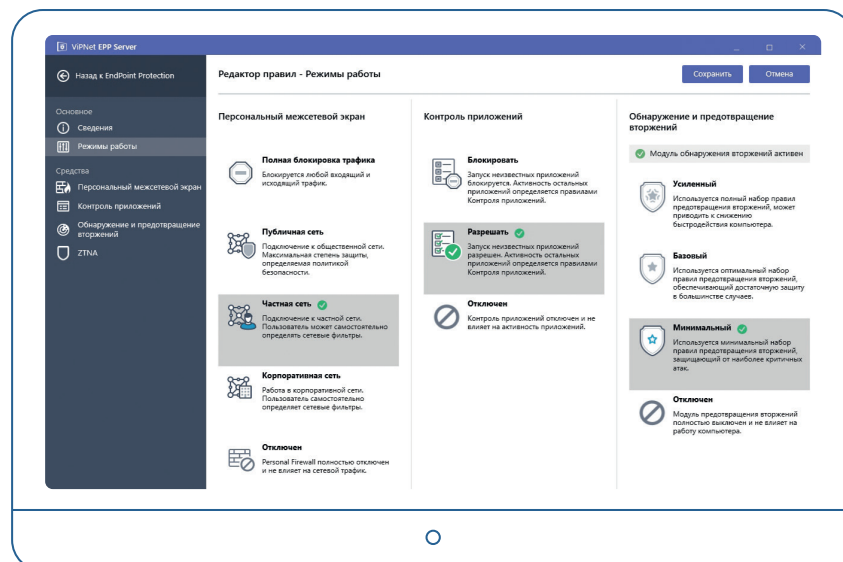 ViPNet EPP Server
Назад к EndPoint Protection
Основное
Сведения
Режимы работы
Средства
Персональный межсетевой экран
Контроль приложений
Обнаружение и предотвращение
вторжений
ZTNA
Редактор правил - Режимы работы
Сохранить
Отмена
Персональный межсетевой экран
Полная блокировка трафика
Блокируется любой входящий и
исходящий трафик.
Публичная сеть
Подключение к общественной сети.
Максимальная степень защиты,
определяемая политикой
безопасности.
Частная сеть
Подключение к частной сети.
Пользователь может самостоятельно
определять сетевые фильтры.
Корпоративная сеть
Работа в корпоративной сети.
Пользователь самостоятельно
определяет сетевые фильтры.
Отключен
Personal Firewall полностью отключен
и не влияет на сетевой трафик.
Контроль приложений
Блокировать
Запуск неизвестных приложений
блокируется. Активность остальных
приложений определяется правилами
Контроля приложений.
Разрешать
Запуск неизвестных приложений
разрешен. Активность остальных
приложений определяется правилами
Контроля приложений.
Отключен
Контроль приложений отключен и не
влияет на активность приложений.
Обнаружение и предотвращение
вторжений
Модуль обнаружения вторжений активен
Усиленный
Используется полный набор правил
предотвращения вторжений, может
приводить к снижению
быстродействия компьютера.
Базовый
Используется оптимальный набор
правил предотвращения вторжений,
обеспечивающий достаточную защиту
в большинстве случаев.
Минимальный
Используется минимальный набор
правил предотвращения вторжений,
защищающий от наиболее критичных
атак.
Отключен
Модуль предотвращения вторжений
полностью выключен и не влияет на
работу компьютера.